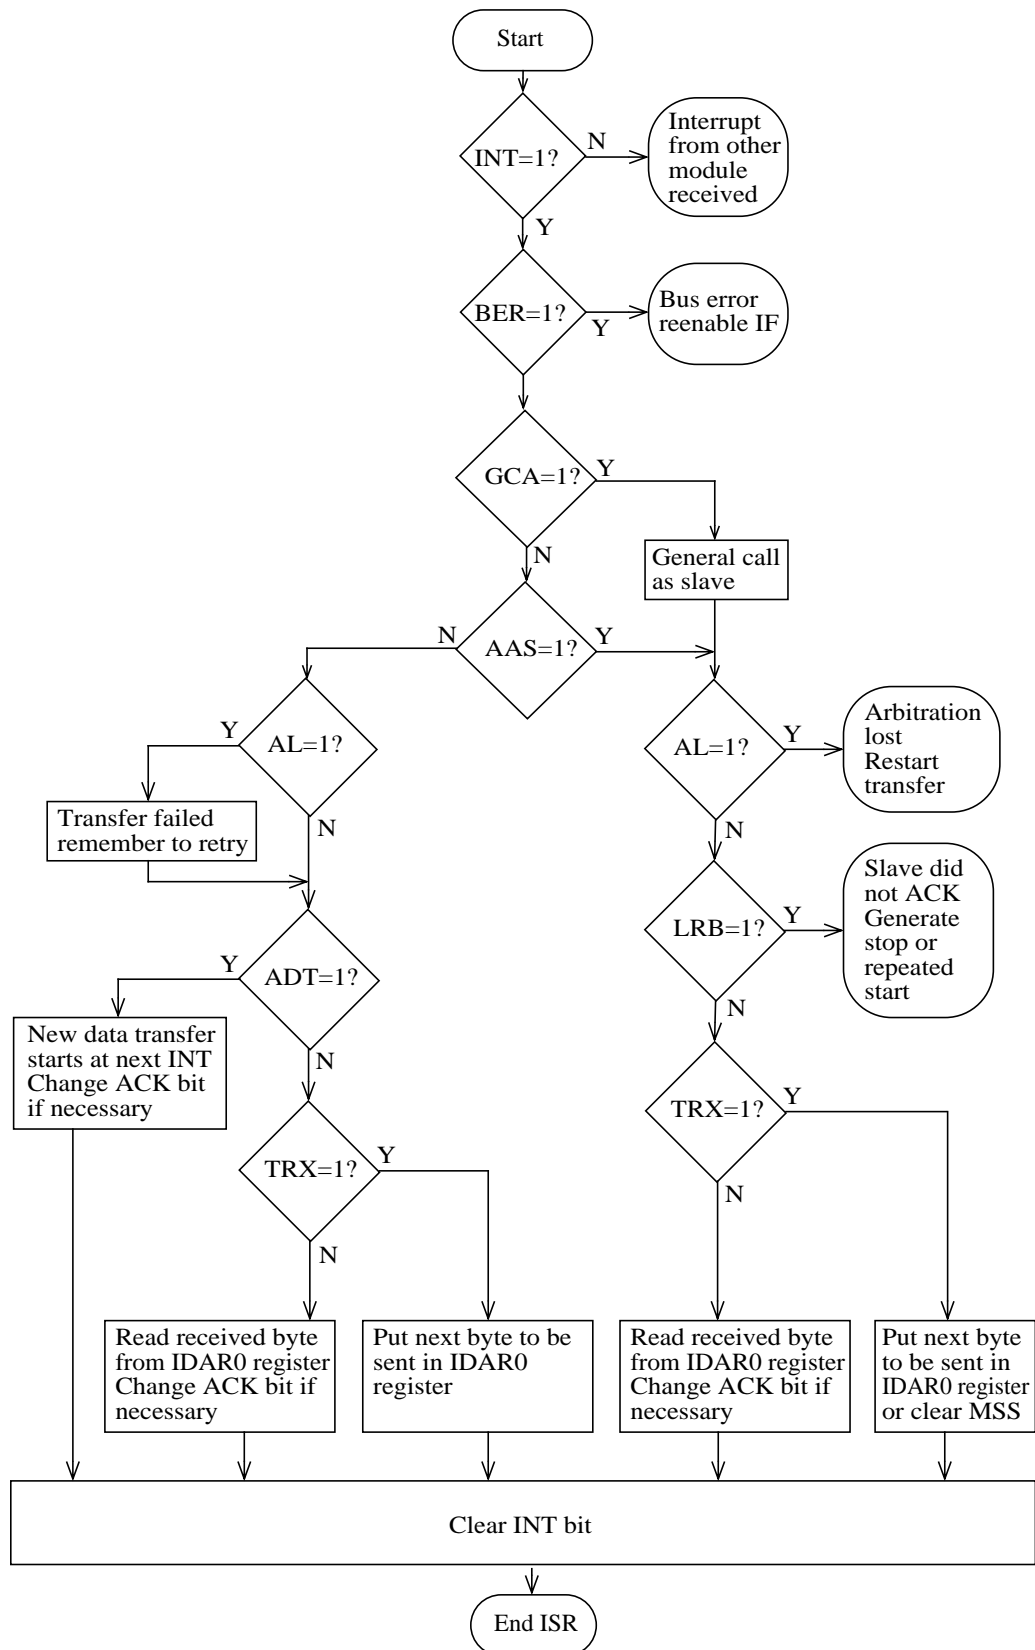 Start
INT=1?
N
Interrupt
from other
module
received
Y
BER=1?
Y
Bus error
reenable IF
GCA=1?
Y
N
General call
as slave
N
AAS=1?
Y
Y
AL=1?
N
Transfer failed
remember to retry
AL=1?
Y
Arbitration
lost
Restart
transfer
N
LRB=1?
Y
Slave did
not ACK
Generate
stop or
repeated
start
N
Y
ADT=1?
N
New data transfer
starts at next INT
Change ACK bit
if necessary
TRX=1?
Y
N
TRX=1?
Y
N
Read received byte
from IDAR0 register
Change ACK bit if
necessary
Put next byte to be
sent in IDAR0
register
Read received byte
from IDAR0 register
Change ACK bit if
necessary
Put next byte
to be sent in
IDAR0 register
or clear MSS
Clear INT bit
End ISR